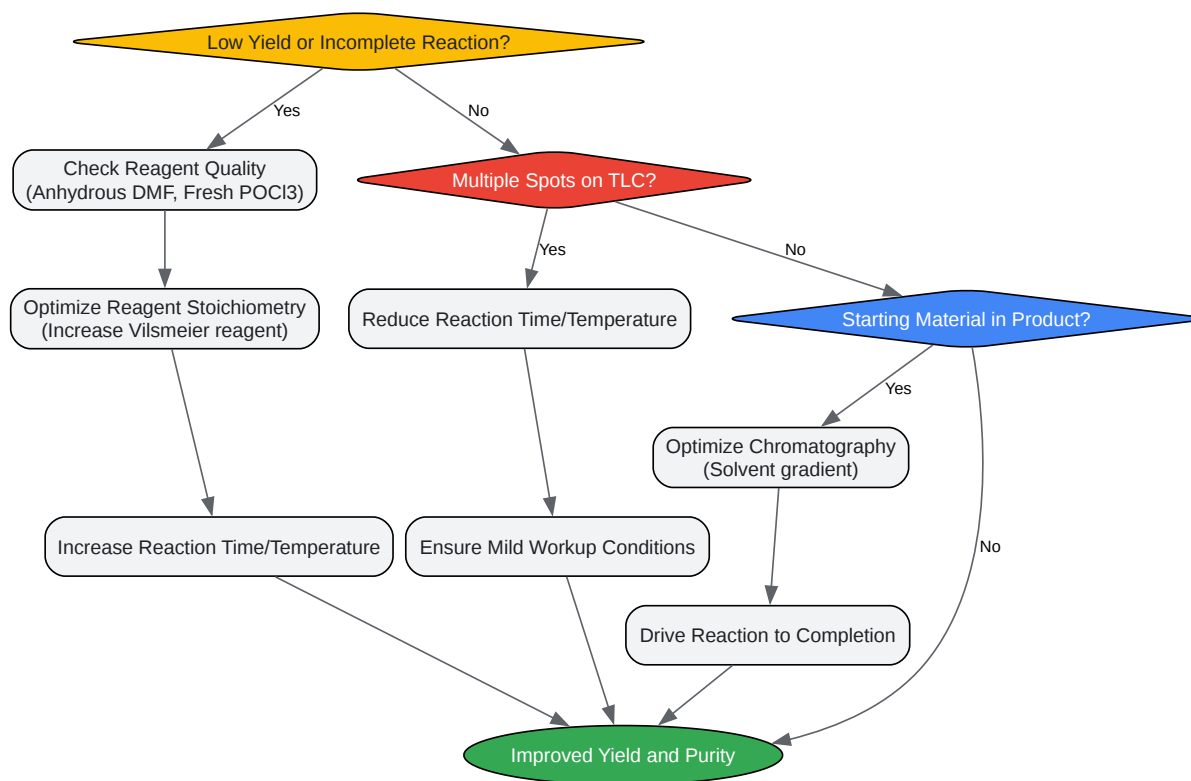 Low Yield or Incomplete Reaction?
Yes
No
Check Reagent Quality
(Anhydrous DMF, Fresh POCl3)
Multiple Spots on TLC?
Yes
No
Optimize Reagent Stoichiometry
(Increase Vilsmeier reagent)
Reduce Reaction Time/Temperature
Starting Material in Product?
Yes
Optimize Chromatography
(Solvent gradient)
Increase Reaction Time/Temperature
Ensure Mild Workup Conditions
No
Drive Reaction to Completion
Improved Yield and Purity